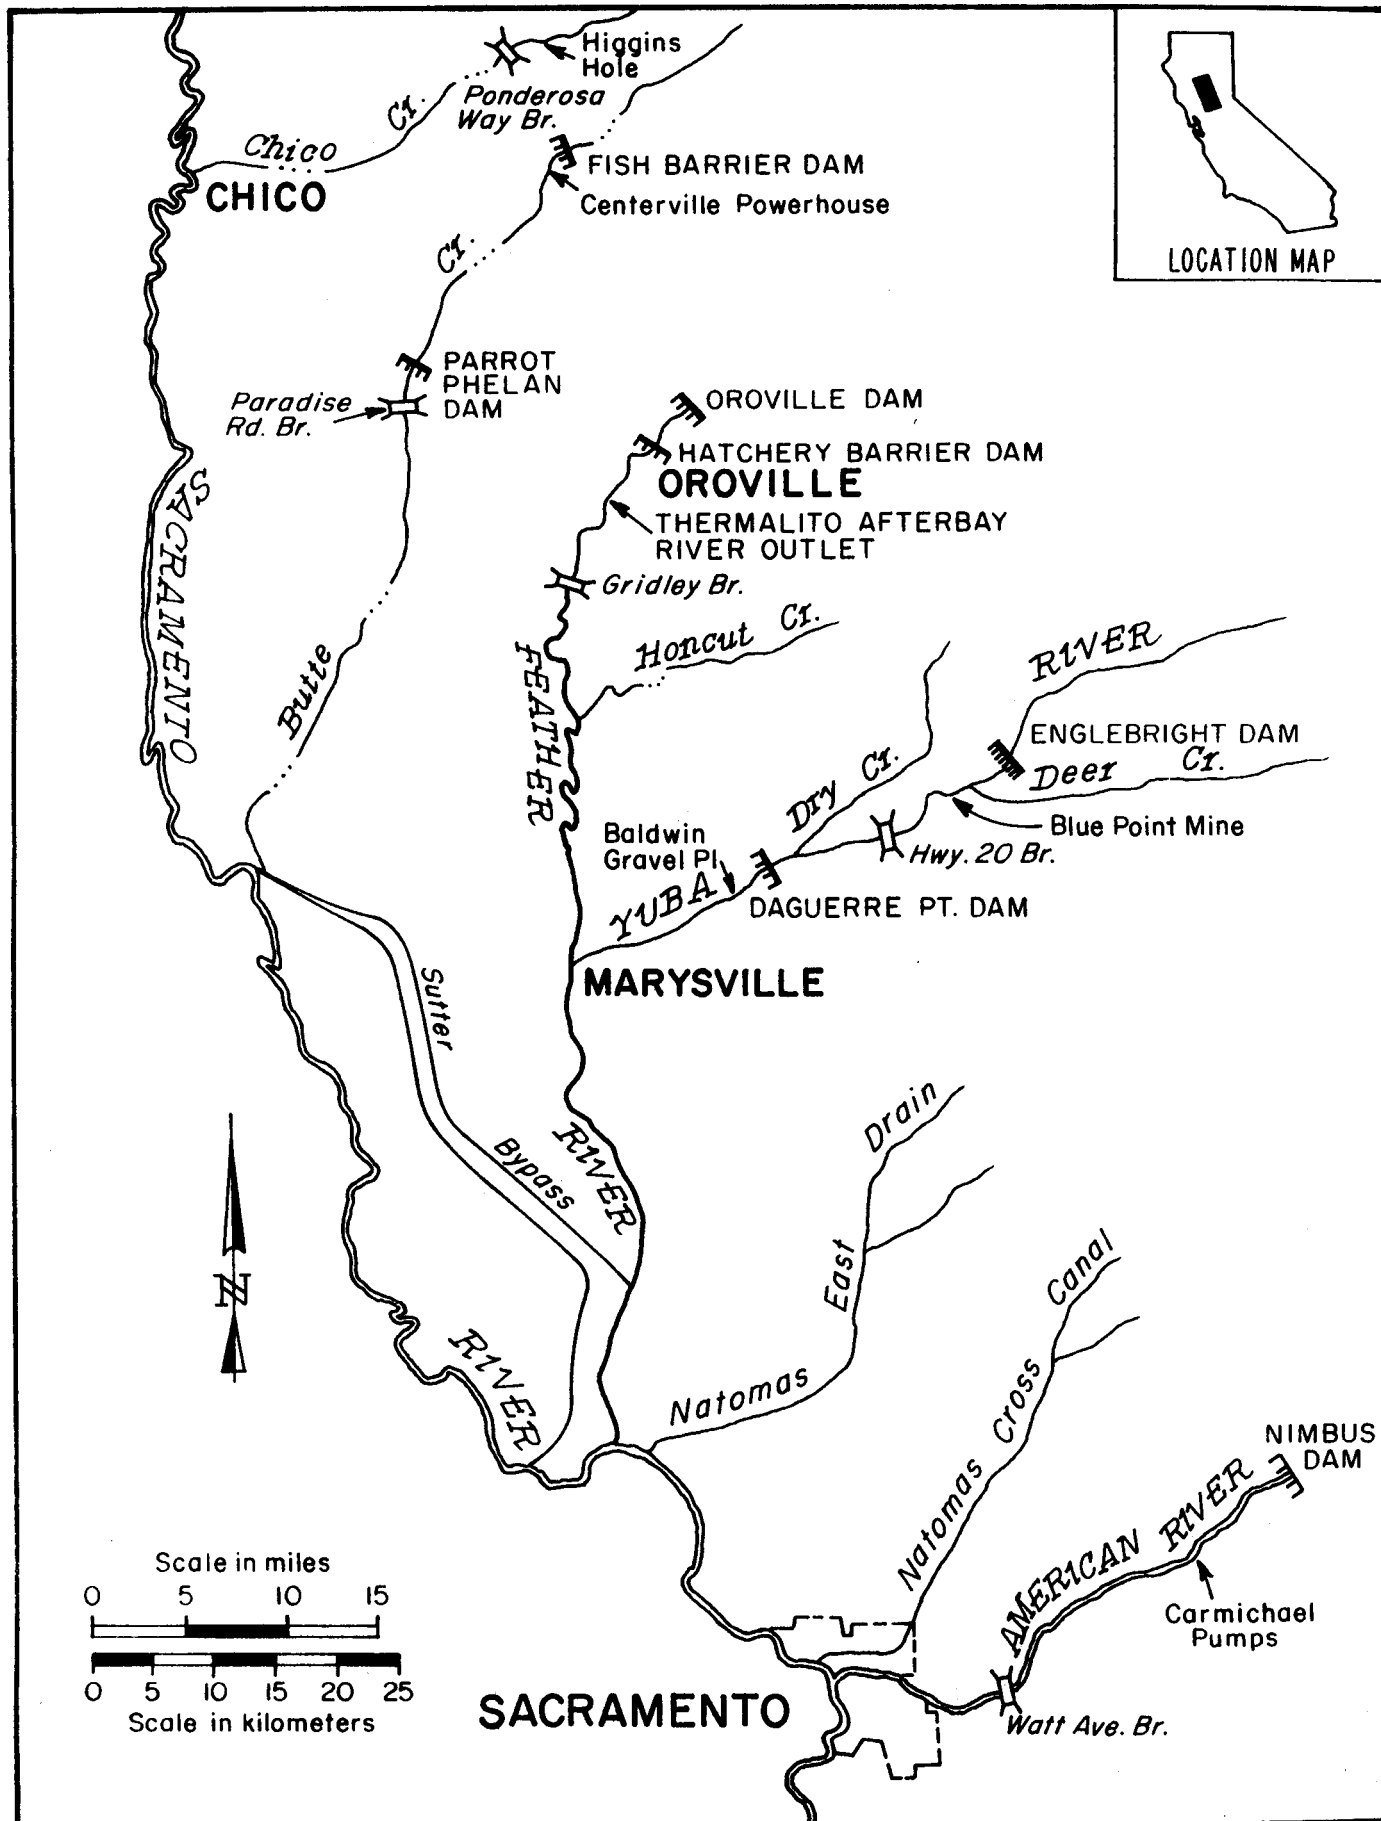 Higgins
Hole
Ponderosa
Way Br.
Chico Cr.
CHICO
FISH BARRIER DAM
Centerville Powerhouse
LOCATION MAP
Butte Cr.
PARROT
PHELAN
DAM
Paradise
Rd. Br.
OROVILLE DAM
HATCHERY BARRIER DAM
OROVILLE
THERMALITO AFTERBAY
RIVER OUTLET
Gridley Br.
Honcut Cr.
SACRAMENTO RIVER
FEATHER RIVER
YUBA RIVER
ENGLEBRIGHT DAM
Deer Cr.
Dry Cr.
Blue Point Mine
Hwy. 20 Br.
Baldwin
Gravel Pl.
DAGUERRE PT. DAM
MARYSVILLE
Sutter Bypass
N
Natomas East Drain
Natomas Cross Canal
NIMBUS
DAM
AMERICAN RIVER
Carmichael
Pumps
Watt Ave. Br.
SACRAMENTO
Scale in miles
0 5 10 15
0 5 10 15 20 25
Scale in kilometers